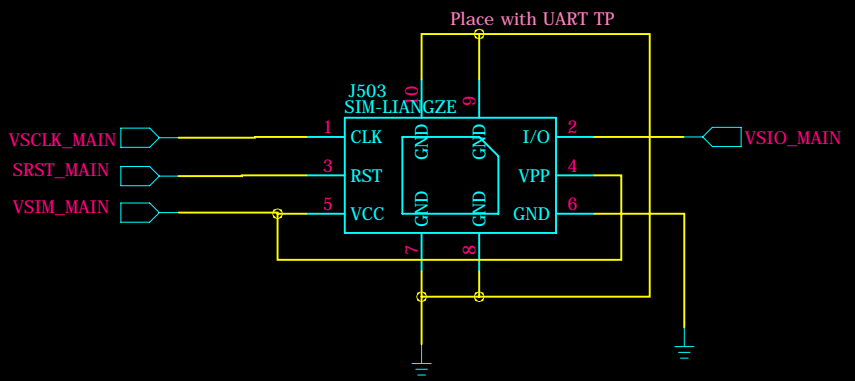 Place with UART TP
J503
SIM-LIANGZE
10
9
VSCLK_MAIN
1
CLK
GND
GND
I/O
2
VSIO_MAIN
SRST_MAIN
3
RST
VPP
4
VSIM_MAIN
5
VCC
GND
GND
GND
6
7
8